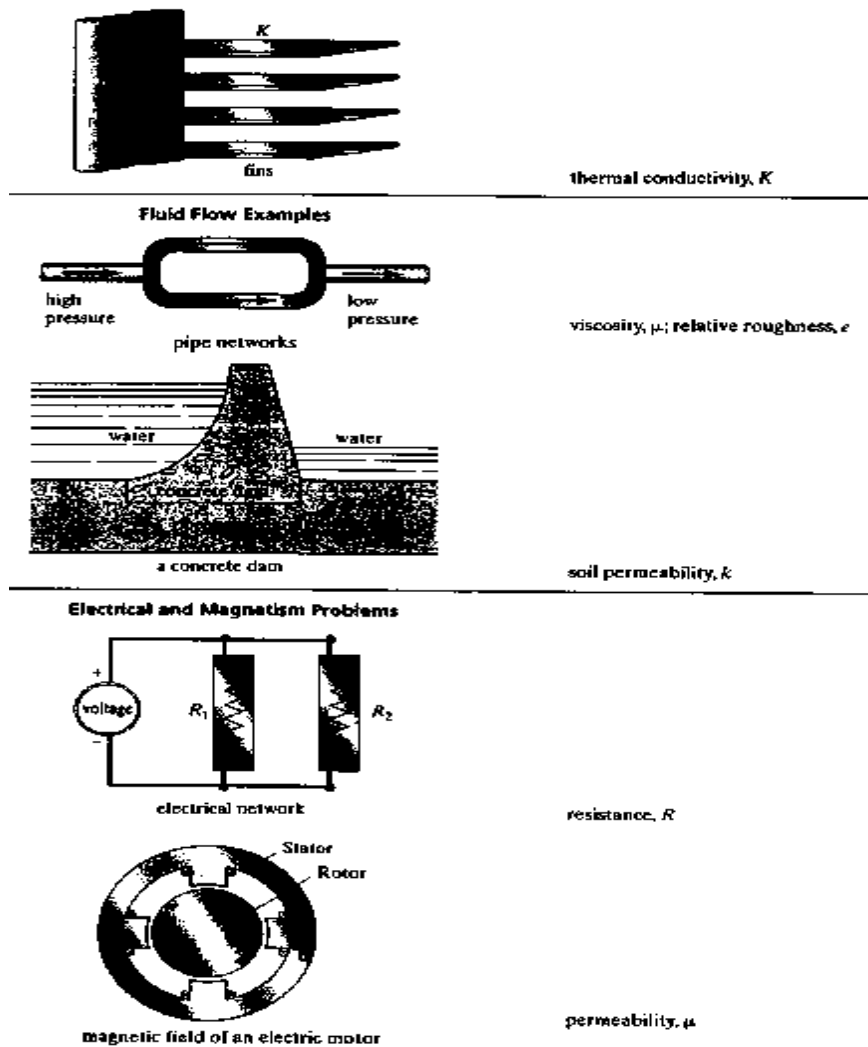 K
fins
thermal conductivity, K
Fluid Flow Examples
high pressure
low pressure
pipe networks
viscosity, μ; relative roughness, e
water
water
concrete dam
a concrete dam
soil permeability, k
Electrical and Magnetism Problems
+
voltage
−
R₁
R₂
electrical network
resistance, R
Stator
Rotor
magnetic field of an electric motor
permeability, μ